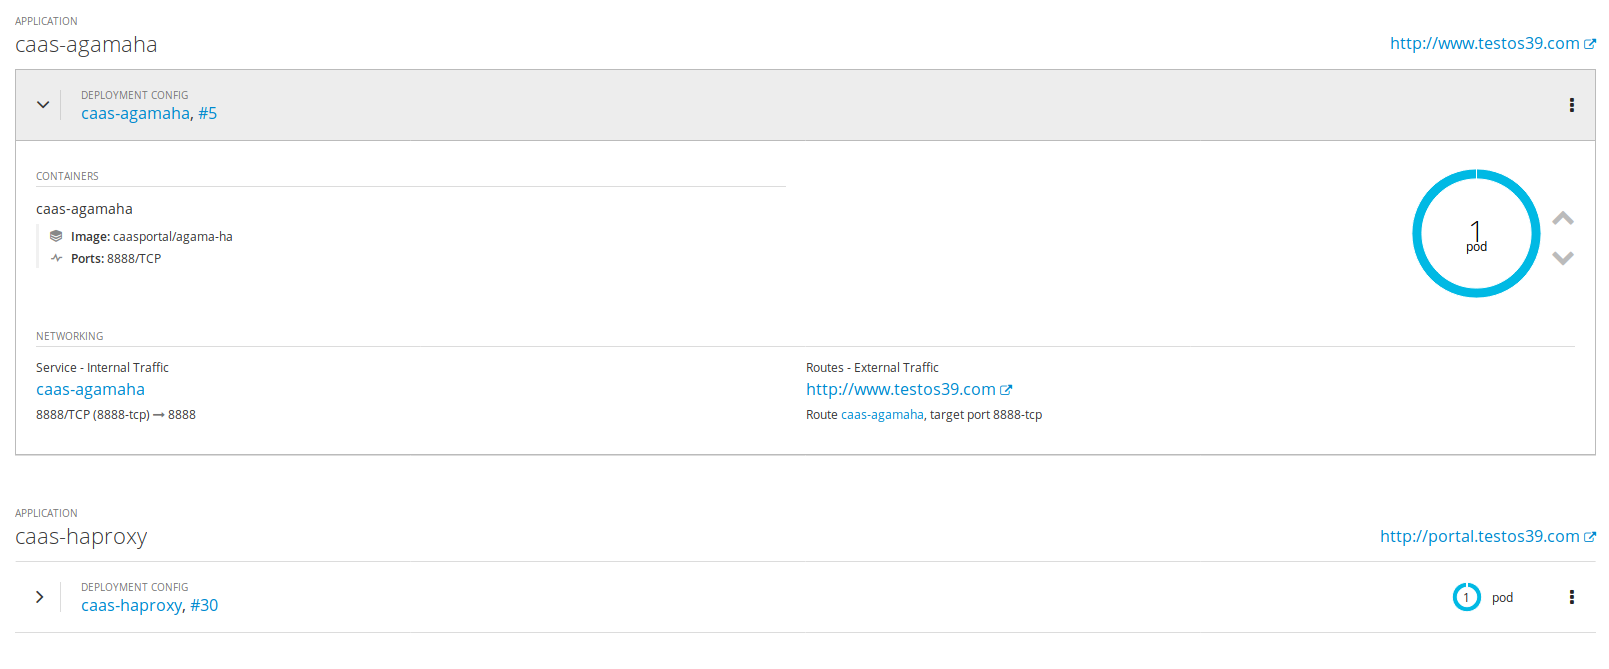 APPLICATION
caas-agamaha
http://www.testos39.com
DEPLOYMENT CONFIG
caas-agamaha, #5
CONTAINERS
caas-agamaha
Image: caasportal/agama-ha
Ports: 8888/TCP
1
pod
NETWORKING
Service - Internal Traffic
caas-agamaha
8888/TCP (8888-tcp) → 8888
Routes - External Traffic
http://www.testos39.com
Route caas-agamaha, target port 8888-tcp
APPLICATION
caas-haproxy
http://portal.testos39.com
DEPLOYMENT CONFIG
caas-haproxy, #30
1 pod